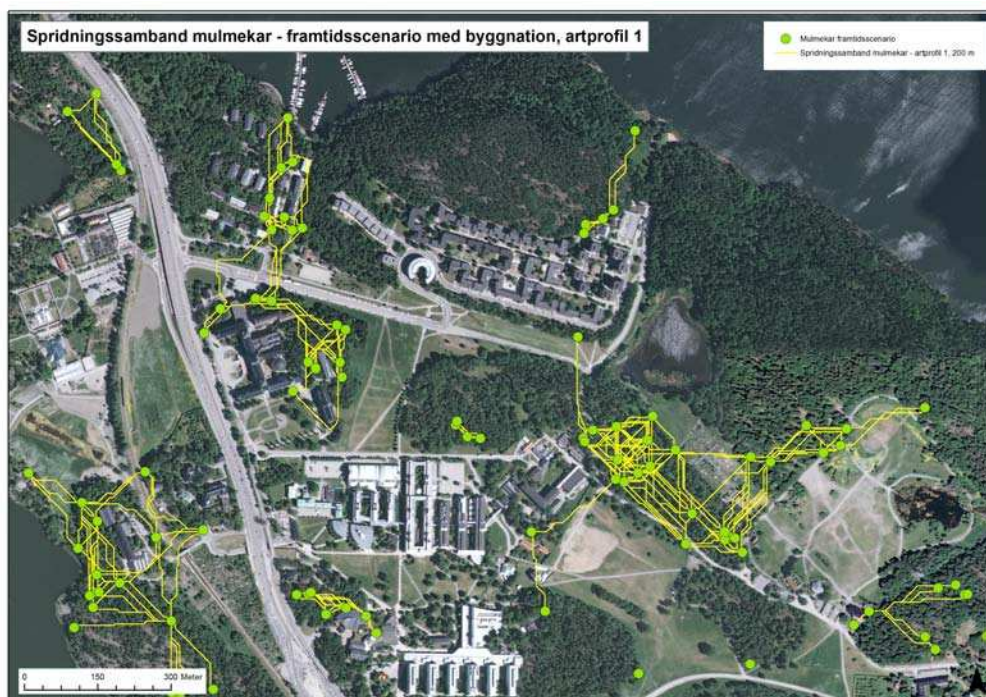 Spridningssamband mulmekar - framtidsscenario med byggnation, artprofil 1
Mulmekar framtidsscenario
Spridningssamband mulmekar - artprofil 1, 200 m
0 150 300 Meter